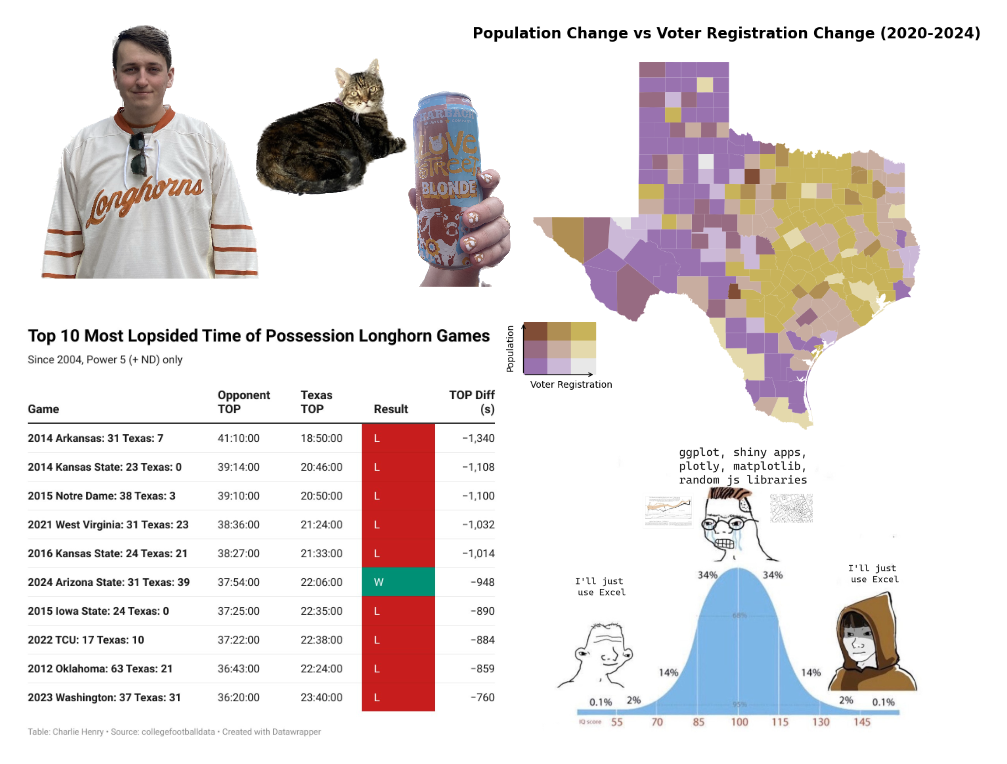 Population Change vs Voter Registration Change (2020-2024)
Longhorns
BLONDE
Population
Voter Registration
Top 10 Most Lopsided Time of Possession Longhorn Games
Since 2004, Power 5 (+ ND) only
Game Opponent TOP Texas TOP Result TOP Diff (s)
2014 Arkansas: 31 Texas: 7 41:10:00 18:50:00 L −1,340
2014 Kansas State: 23 Texas: 0 39:14:00 20:46:00 L −1,108
2015 Notre Dame: 38 Texas: 3 39:10:00 20:50:00 L −1,100
2021 West Virginia: 31 Texas: 23 38:36:00 21:24:00 L −1,032
2016 Kansas State: 24 Texas: 21 38:27:00 21:33:00 L −1,014
2024 Arizona State: 31 Texas: 39 37:54:00 22:06:00 W −948
2015 Iowa State: 24 Texas: 0 37:25:00 22:35:00 L −890
2022 TCU: 17 Texas: 10 37:22:00 22:38:00 L −884
2012 Oklahoma: 63 Texas: 21 36:43:00 22:24:00 L −859
2023 Washington: 37 Texas: 31 36:20:00 23:40:00 L −760
Table: Charlie Henry • Source: collegefootballdata • Created with Datawrapper
ggplot, shiny apps,
plotly, matplotlib,
random js libraries
I'll just
use Excel
I'll just
use Excel
34% 34%
68%
14% 14%
0.1% 2% 95% 2% 0.1%
IQ score 55 70 85 100 115 130 145